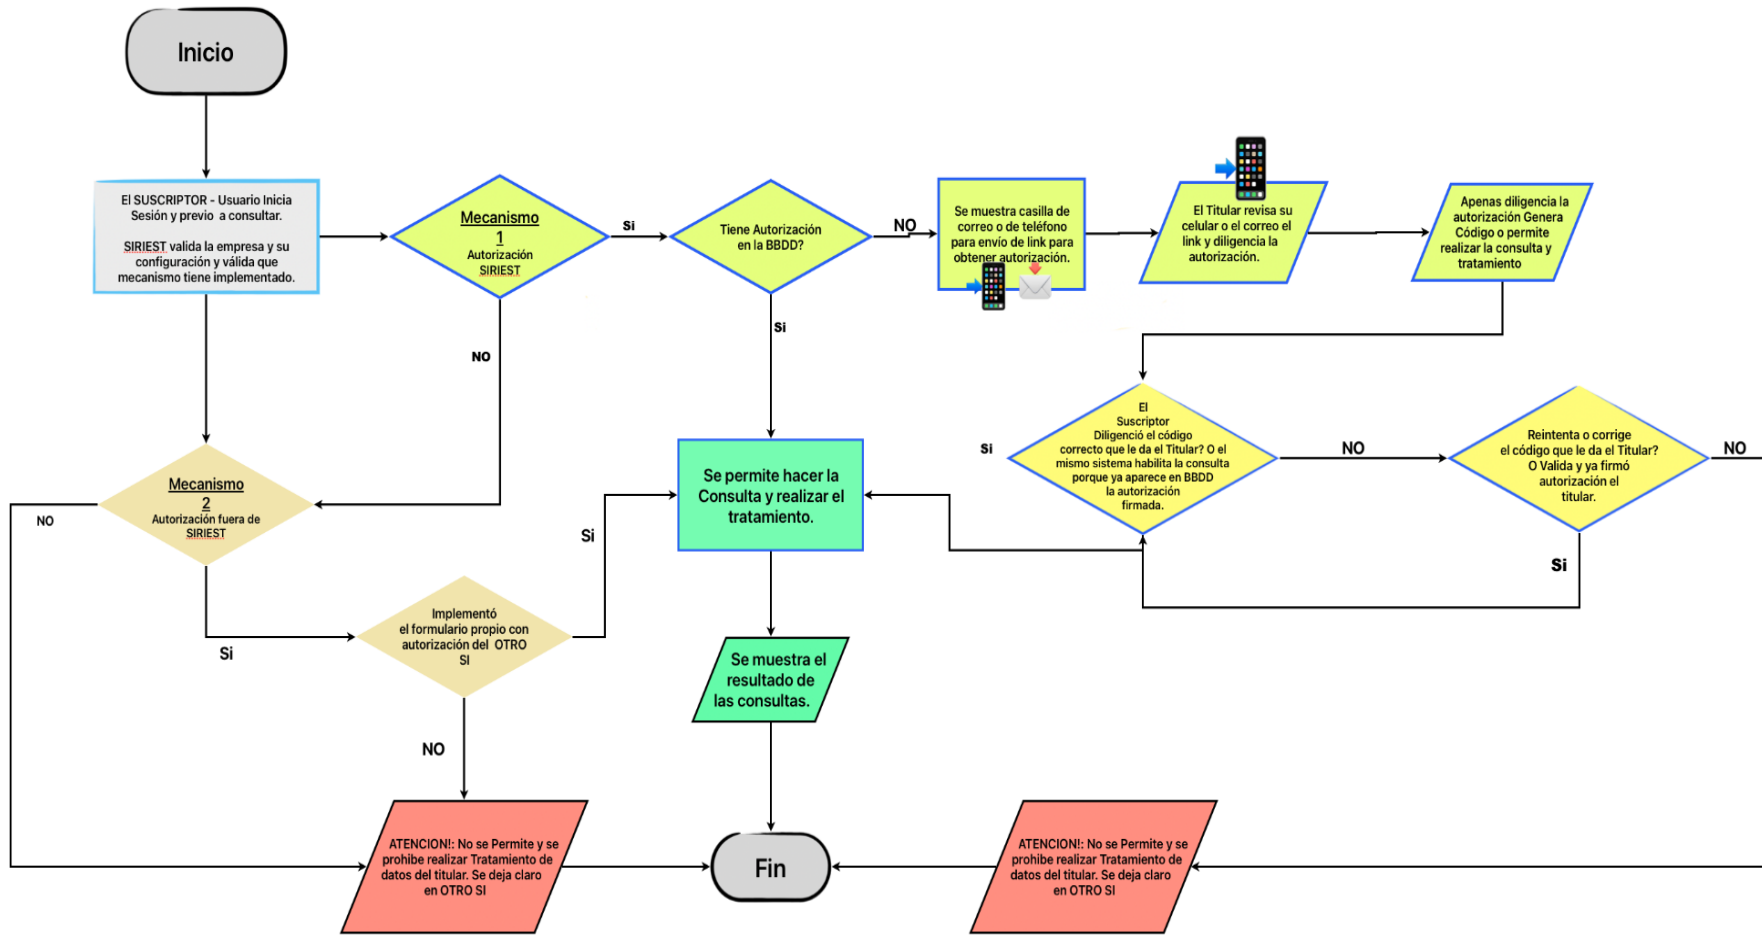 Inicio
El SUSCRIPTOR - Usuario Inicia
Sesión y previo a consultar.
SIRIEST valida la empresa y su
configuración y válida que
mecanismo tiene implementado.
Mecanismo
1
Autorización
SIRIEST
Si
Tiene Autorización
en la BBDD?
NO
Se muestra casilla de
correo o de teléfono
para envío de link para
obtener autorización.
El Titular revisa su
celular o el correo el
link y diligencia la
autorización.
Apenas diligencia la
autorización Genera
Código o permite
realizar la consulta y
tratamiento
NO
Si
Mecanismo
2
Autorización fuera de
SIRIEST
NO
Si
Implementó
el formulario propio con
autorización del OTRO
SI
Si
NO
Se permite hacer la
Consulta y realizar el
tratamiento.
Si
El
Suscriptor
Diligenció el código
correcto que le da el Titular? O el
mismo sistema habilita la consulta
porque ya aparece en BBDD
la autorización
firmada.
NO
Reintenta o corrige
el código que le da el Titular?
O Valida y ya firmó
autorización el
titular.
NO
Si
Se muestra el
resultado de
las consultas.
ATENCION!: No se Permite y se
prohibe realizar Tratamiento de
datos del titular. Se deja claro
en OTRO SI
Fin
ATENCION!: No se Permite y se
prohibe realizar Tratamiento de
datos del titular. Se deja claro
en OTRO SI